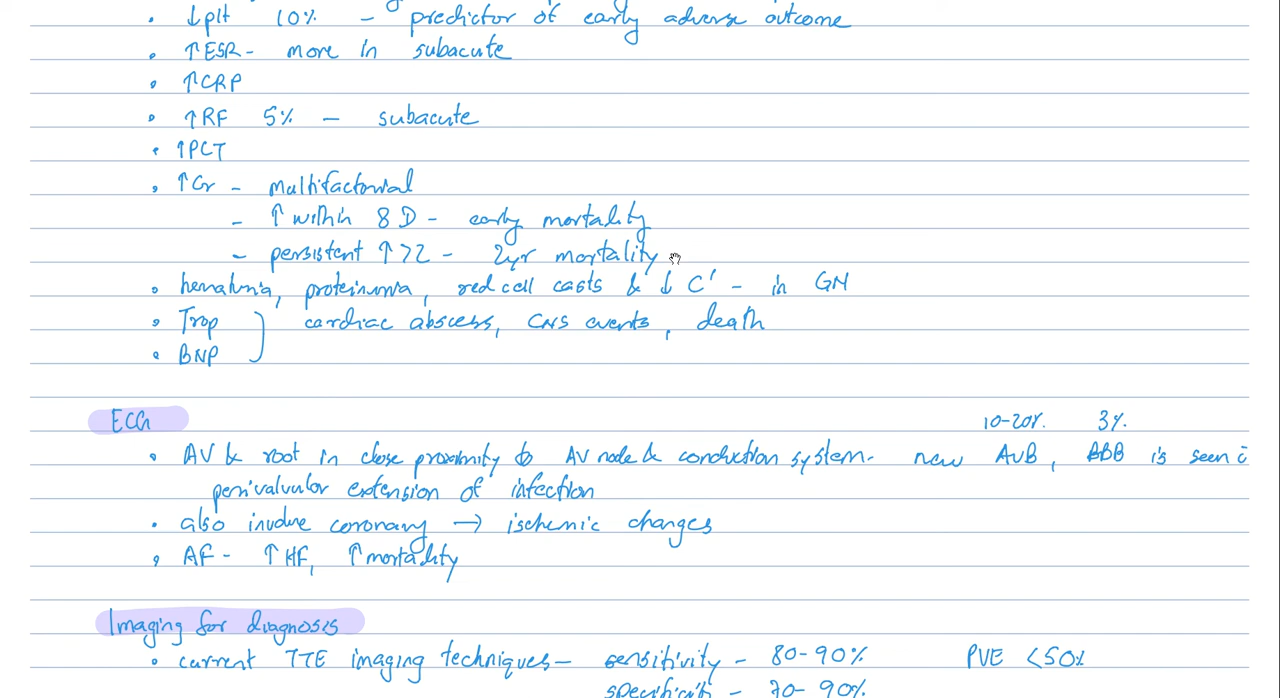 • ↓plt 10% – predictor of early adverse outcome
• ↑ESR – more in subacute
• ↑CRP
• ↑RF 5% – subacute
• ↑PCT
• ↑Cr – multifactorial
– ↑ within 8 D – early mortality
– persistent ↑ >2 – 2yr mortality
• hematuria, proteinuria, red cell casts & ↓ C' – in GN
• Trop } cardiac abscess, CNS events, death
• BNP
ECG
10-20%. 3%.
• AV & root in close proximity to AV node & conduction system. new AVB, BBB is seen c̄
perivalvular extension of infection
• also involve coronary → ischemic changes
• AF – ↑HF, ↑mortality
Imaging for diagnosis
• current TTE imaging techniques – sensitivity – 80-90% PVE <50%
specificity – 70-90%